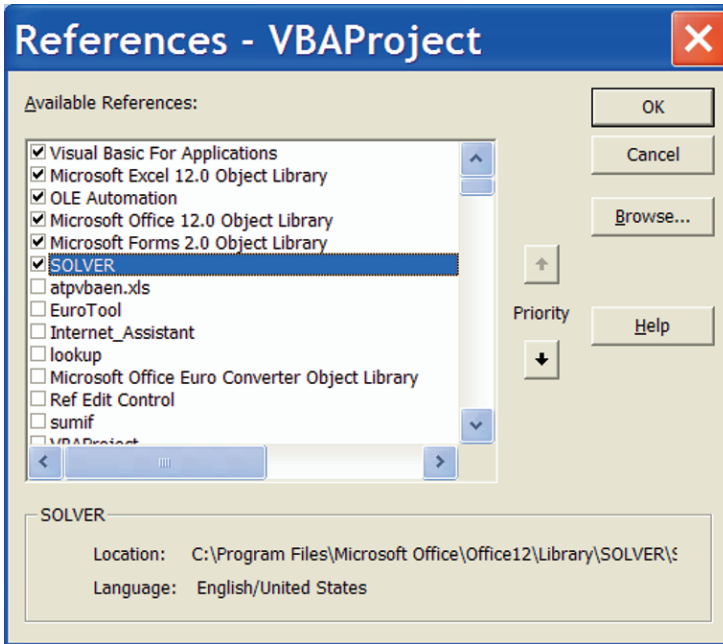 References - VBAProject
Available References:
Visual Basic For Applications
Microsoft Excel 12.0 Object Library
OLE Automation
Microsoft Office 12.0 Object Library
Microsoft Forms 2.0 Object Library
SOLVER
atpvbaen.xls
EuroTool
Internet_Assistant
lookup
Microsoft Office Euro Converter Object Library
Ref Edit Control
sumif
VBAProject
OK
Cancel
Browse...
Priority
Help
SOLVER
Location: C:\Program Files\Microsoft Office\Office12\Library\SOLVER\S
Language: English/United States